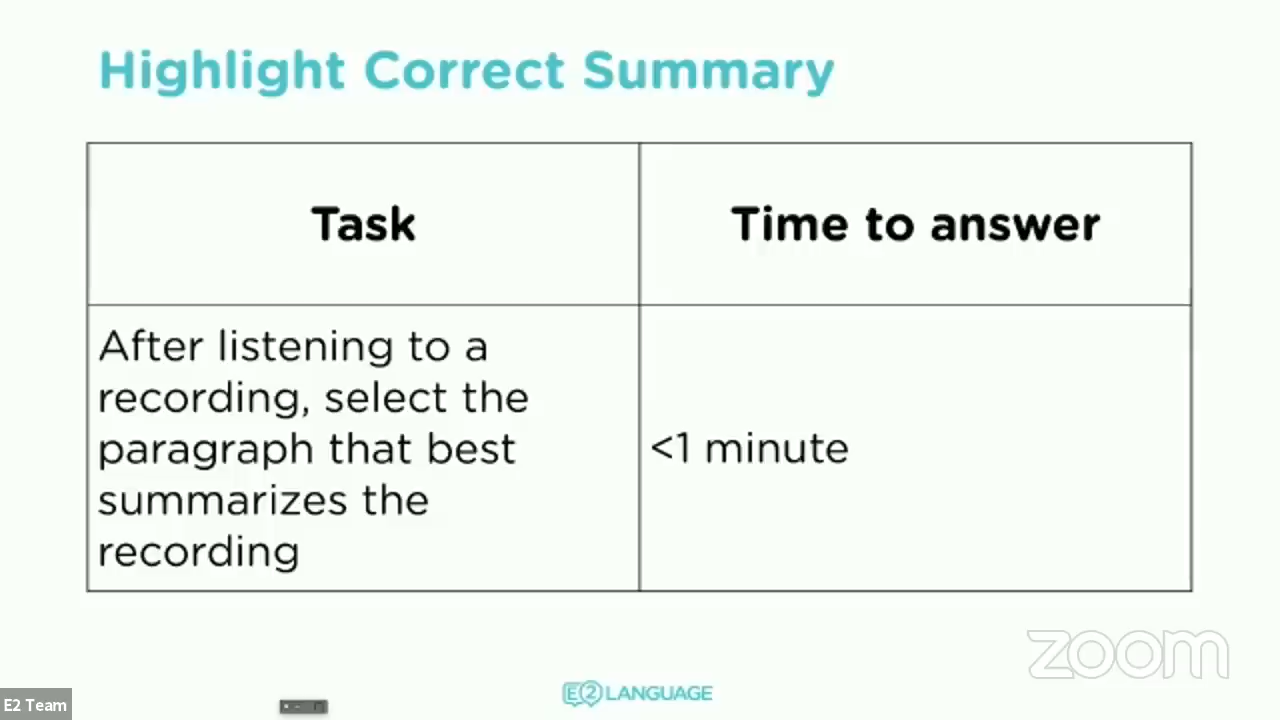 Highlight Correct Summary
Task
Time to answer
After listening to a
recording, select the
paragraph that best
summarizes the
recording
<1 minute
zoom
E2 LANGUAGE
E2 Team